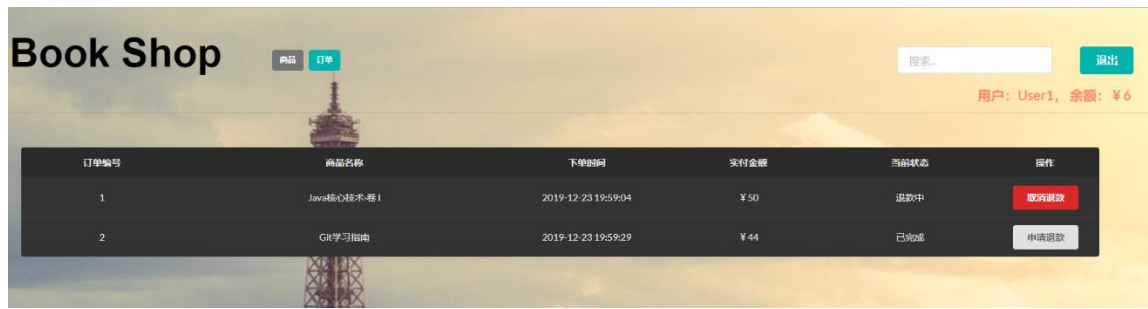 Book Shop
商品 订单
搜索...
退出
用户：User1，余额：￥6
订单编号 商品名称 下单时间 实付金额 当前状态 操作
1 Java核心技术·卷 I 2019-12-23 19:59:04 ￥50 退款中 取消退款
2 Git学习指南 2019-12-23 19:59:29 ￥44 已完成 申请退款